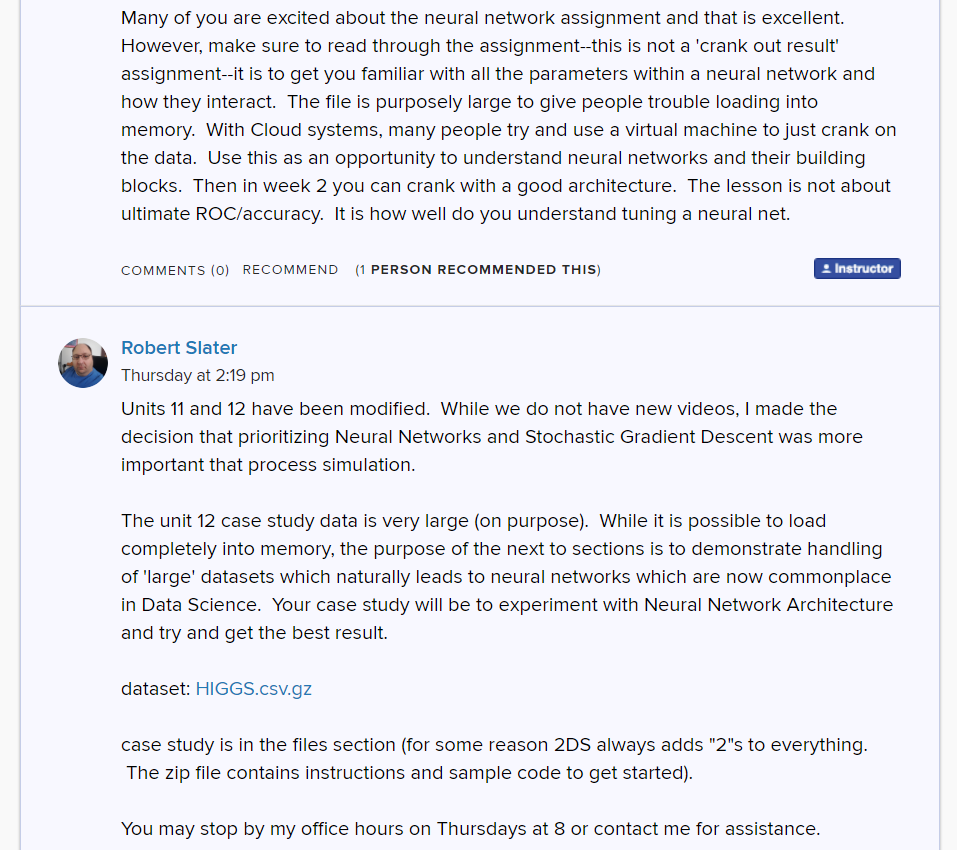 Many of you are excited about the neural network assignment and that is excellent.
However, make sure to read through the assignment--this is not a 'crank out result'
assignment--it is to get you familiar with all the parameters within a neural network and
how they interact.  The file is purposely large to give people trouble loading into
memory.  With Cloud systems, many people try and use a virtual machine to just crank on
the data.  Use this as an opportunity to understand neural networks and their building
blocks.  Then in week 2 you can crank with a good architecture.  The lesson is not about
ultimate ROC/accuracy.  It is how well do you understand tuning a neural net.
COMMENTS (0)  RECOMMEND  (1 PERSON RECOMMENDED THIS)  Instructor
Robert Slater
Thursday at 2:19 pm
Units 11 and 12 have been modified.  While we do not have new videos, I made the
decision that prioritizing Neural Networks and Stochastic Gradient Descent was more
important that process simulation.
The unit 12 case study data is very large (on purpose).  While it is possible to load
completely into memory, the purpose of the next to sections is to demonstrate handling
of 'large' datasets which naturally leads to neural networks which are now commonplace
in Data Science.  Your case study will be to experiment with Neural Network Architecture
and try and get the best result.
dataset: HIGGS.csv.gz
case study is in the files section (for some reason 2DS always adds "2"s to everything.
The zip file contains instructions and sample code to get started).
You may stop by my office hours on Thursdays at 8 or contact me for assistance.